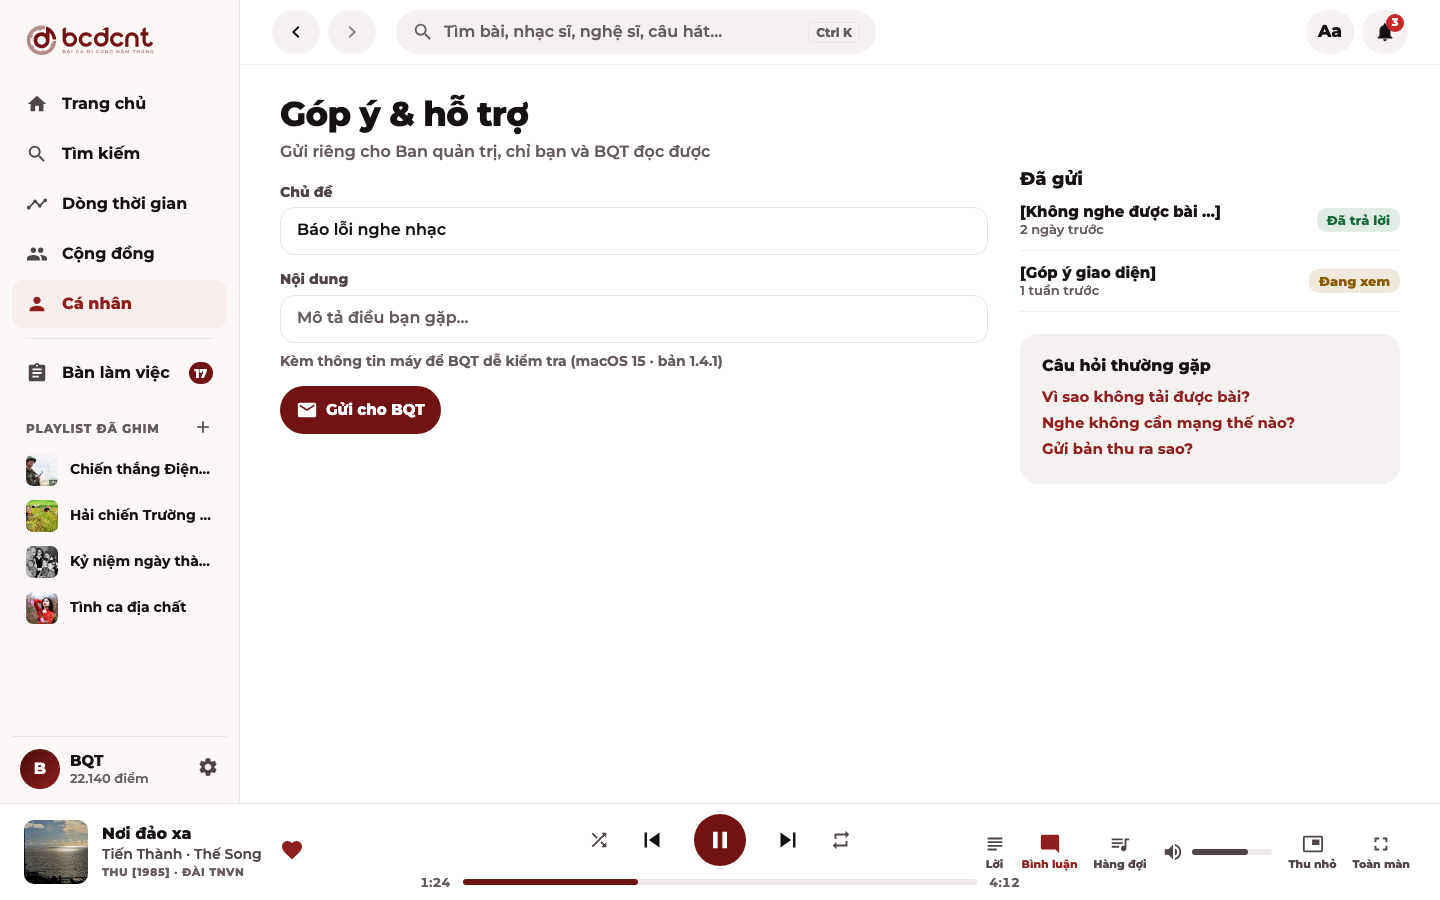 bcdcnt
BÀI CA ĐI CÙNG NĂM THÁNG
Trang chủ
Tìm kiếm
Dòng thời gian
Cộng đồng
Cá nhân
Bàn làm việc 17
PLAYLIST ĐÃ GHIM
Chiến thắng Điện...
Hải chiến Trường ...
Kỷ niệm ngày thà...
Tình ca địa chất
B
BQT
22.140 điểm
Tìm bài, nhạc sĩ, nghệ sĩ, câu hát...
Ctrl K
Aa
3
Góp ý & hỗ trợ
Gửi riêng cho Ban quản trị, chỉ bạn và BQT đọc được
Chủ đề
Báo lỗi nghe nhạc
Nội dung
Mô tả điều bạn gặp...
Kèm thông tin máy để BQT dễ kiểm tra (macOS 15 · bản 1.4.1)
Gửi cho BQT
Đã gửi
[Không nghe được bài ...]
2 ngày trước
Đã trả lời
[Góp ý giao diện]
1 tuần trước
Đang xem
Câu hỏi thường gặp
Vì sao không tải được bài?
Nghe không cần mạng thế nào?
Gửi bản thu ra sao?
Nơi đảo xa
Tiến Thành · Thế Song
THU [1985] · ĐÀI TNVN
1:24
4:12
Lời
Bình luận
Hàng đợi
Thu nhỏ
Toàn màn